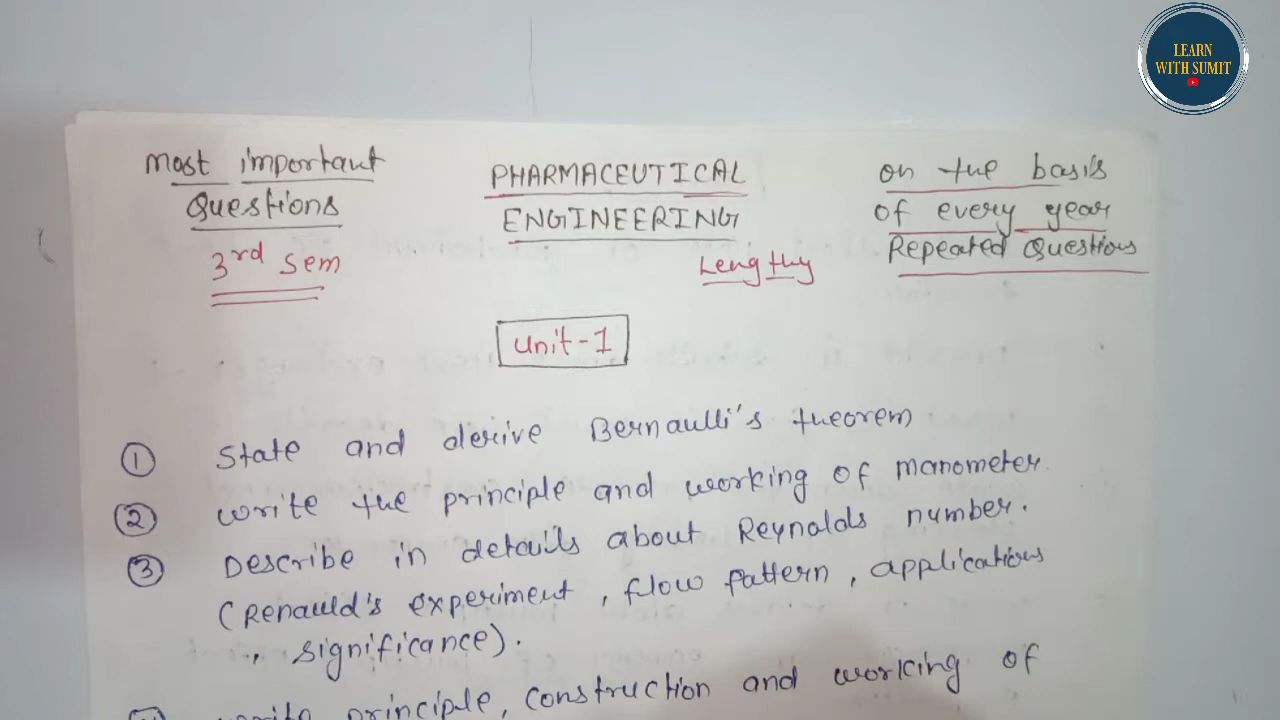 LEARN
WITH SUMIT
Most important
Questions
3rd Sem
PHARMACEUTICAL
ENGINEERING
Lengthy
on the basis
of every year
Repeated Questions
Unit-1
① State and derive Bernaulli's theorem
② write the principle and working of manometer
③ Describe in details about Reynolds number.
(Renauld's experiment, flow pattern, applications
, significance).
principle, construction and working of